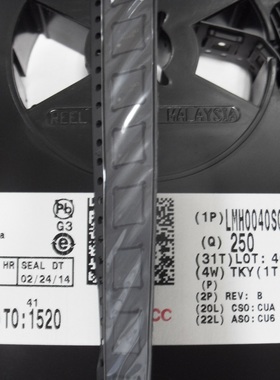 REEL
MALAYSIA
Pb
G3
e
HR SEAL DT
02/24/14
41
TO:1520
(1P) LMH0040SQ
(Q) 250
(31T) LOT: 4
(4W) TKY(1T
(P)
(2P) REV: B
(20L) CSO: CUA
(22L) ASO: CU6
CC